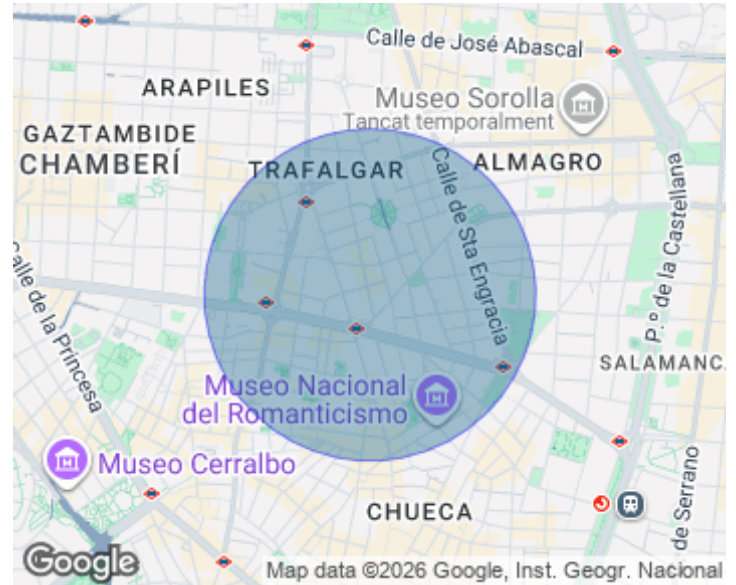 Calle de José Abascal
ARAPILES
Museo Sorolla
Tancat temporalment
GAZTAMBIDE
CHAMBERÍ
TRAFALGAR
ALMAGRO
Calle de Sta Engracia
P.º de la Castellana
Calle de la Princesa
SALAMANC
Museo Nacional
del Romanticismo
Museo Cerralbo
de Serrano
CHUECA
Google
Map data ©2026 Google, Inst. Geogr. Nacional